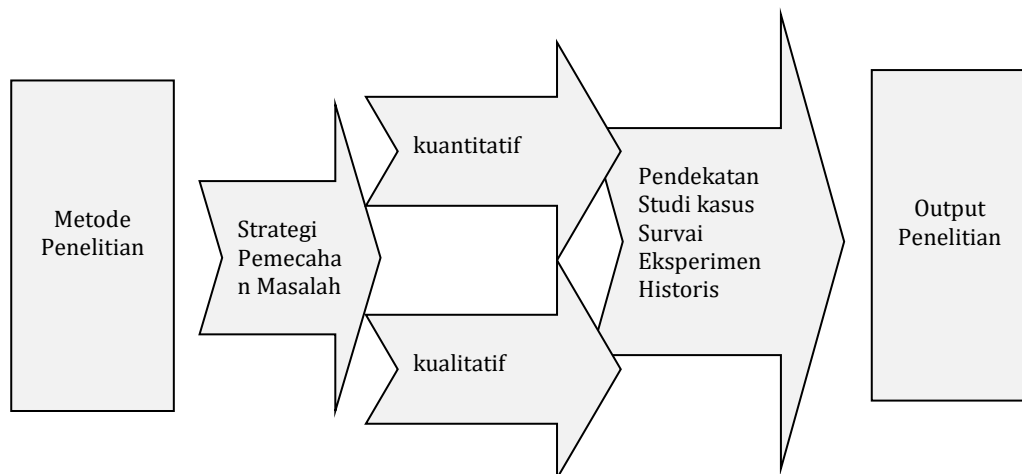 Metode
Penelitian
Strategi
Pemecaha
n Masalah
kuantitatif
kualitatif
Pendekatan
Studi kasus
Survai
Eksperimen
Historis
Output
Penelitian